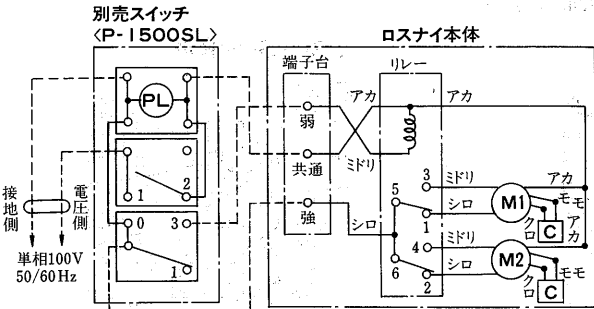 別売スイッチ
〈P-1500SL〉
ロスナイ本体
端子台
リレー
PL
弱
アカ
アカ
共通
ミドリ
強
シロ
1
2
0
3
1
5
6
3
ミドリ
1
シロ
4
ミドリ
2
シロ
M1
M2
アカ
モモ
クロ
C
アカ
モモ
クロ
C
接地側
電圧側
単相100V
50/60Hz